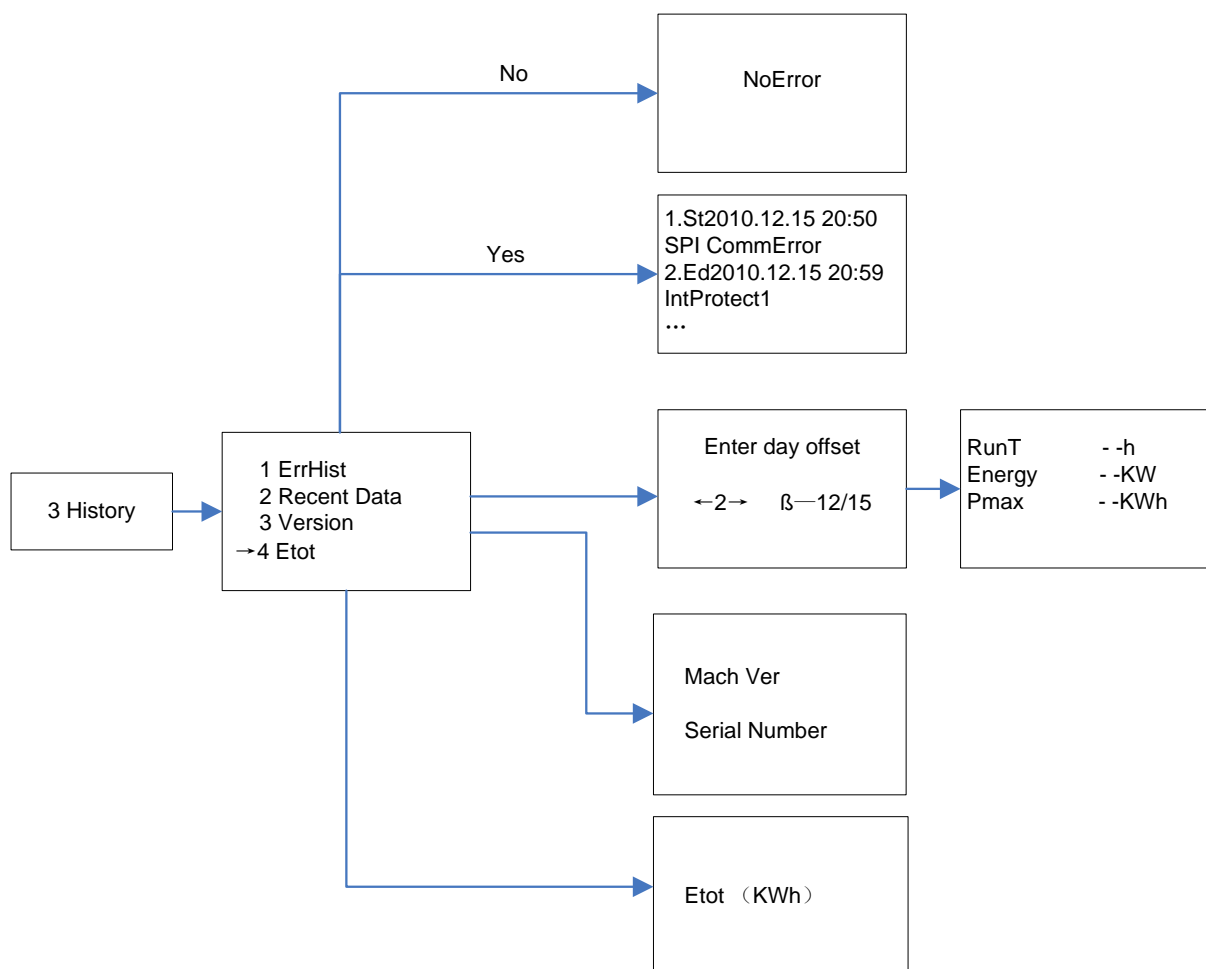 No
NoError
Yes
1.St2010.12.15 20:50
SPI CommError
2.Ed2010.12.15 20:59
IntProtect1
…
3 History
1 ErrHist
2 Recent Data
3 Version
→4 Etot
Enter day offset
←2→ ß—12/15
RunT - -h
Energy - -KW
Pmax - -KWh
Mach Ver
Serial Number
Etot （KWh）